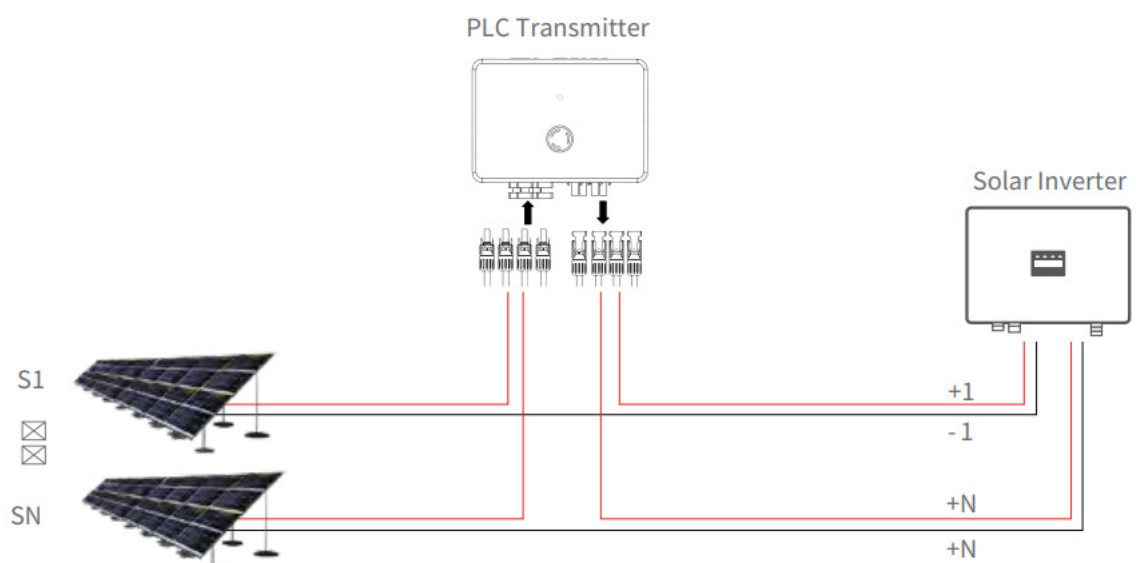 PLC Transmitter
Solar Inverter
S1
+1
- 1
SN
+N
+N